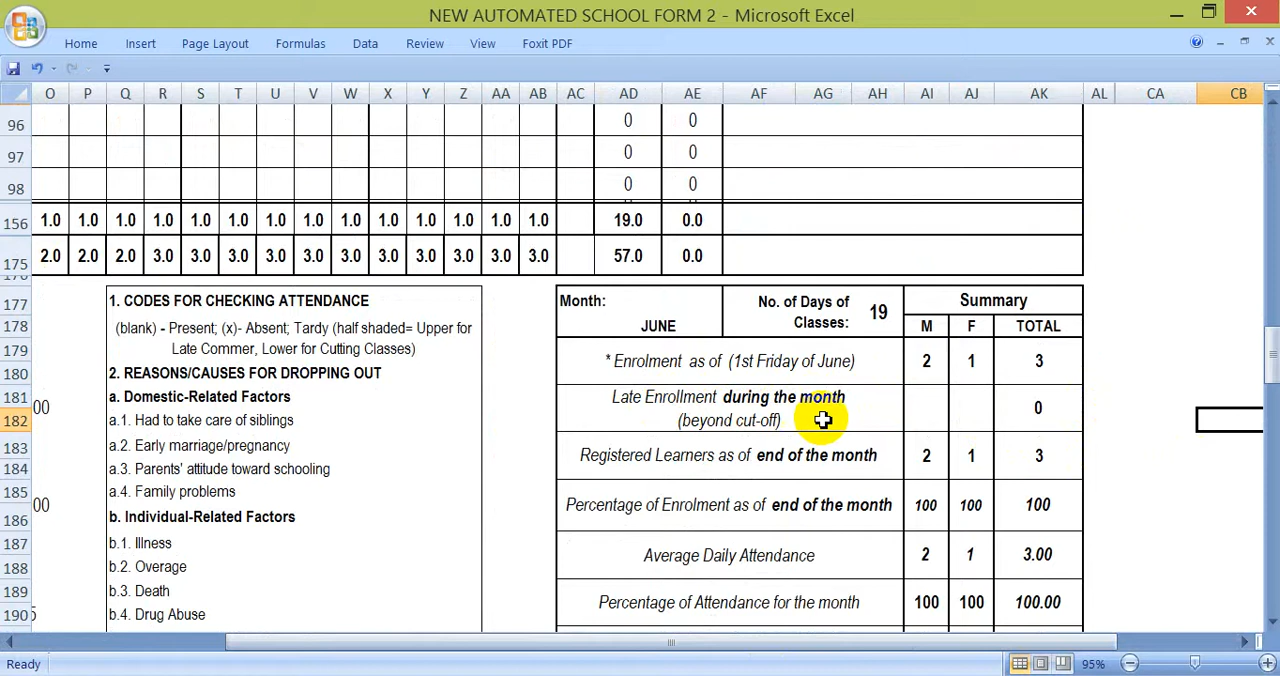 NEW AUTOMATED SCHOOL FORM 2 - Microsoft Excel
Home Insert Page Layout Formulas Data Review View Foxit PDF
O P Q R S T U V W X Y Z AA AB AC AD AE AF AG AH AI AJ AK AL CA CB
96 0 0
97 0 0
98 0 0
156 1.0 1.0 1.0 1.0 1.0 1.0 1.0 1.0 1.0 1.0 1.0 1.0 1.0 1.0 19.0 0.0
175 2.0 2.0 2.0 3.0 3.0 3.0 3.0 3.0 3.0 3.0 3.0 3.0 3.0 3.0 57.0 0.0
177 1. CODES FOR CHECKING ATTENDANCE Month: No. of Days of Classes: 19 Summary
178 (blank) - Present; (x)- Absent; Tardy (half shaded= Upper for JUNE M F TOTAL
179 Late Commer, Lower for Cutting Classes) * Enrolment as of (1st Friday of June) 2 1 3
180 2. REASONS/CAUSES FOR DROPPING OUT
181 a. Domestic-Related Factors Late Enrollment during the month 0
00
182 a.1. Had to take care of siblings (beyond cut-off)
183 a.2. Early marriage/pregnancy Registered Learners as of end of the month 2 1 3
184 a.3. Parents' attitude toward schooling
185 a.4. Family problems Percentage of Enrolment as of end of the month 100 100 100
00
186 b. Individual-Related Factors
187 b.1. Illness Average Daily Attendance 2 1 3.00
188 b.2. Overage
189 b.3. Death Percentage of Attendance for the month 100 100 100.00
190 b.4. Drug Abuse
Ready 95%